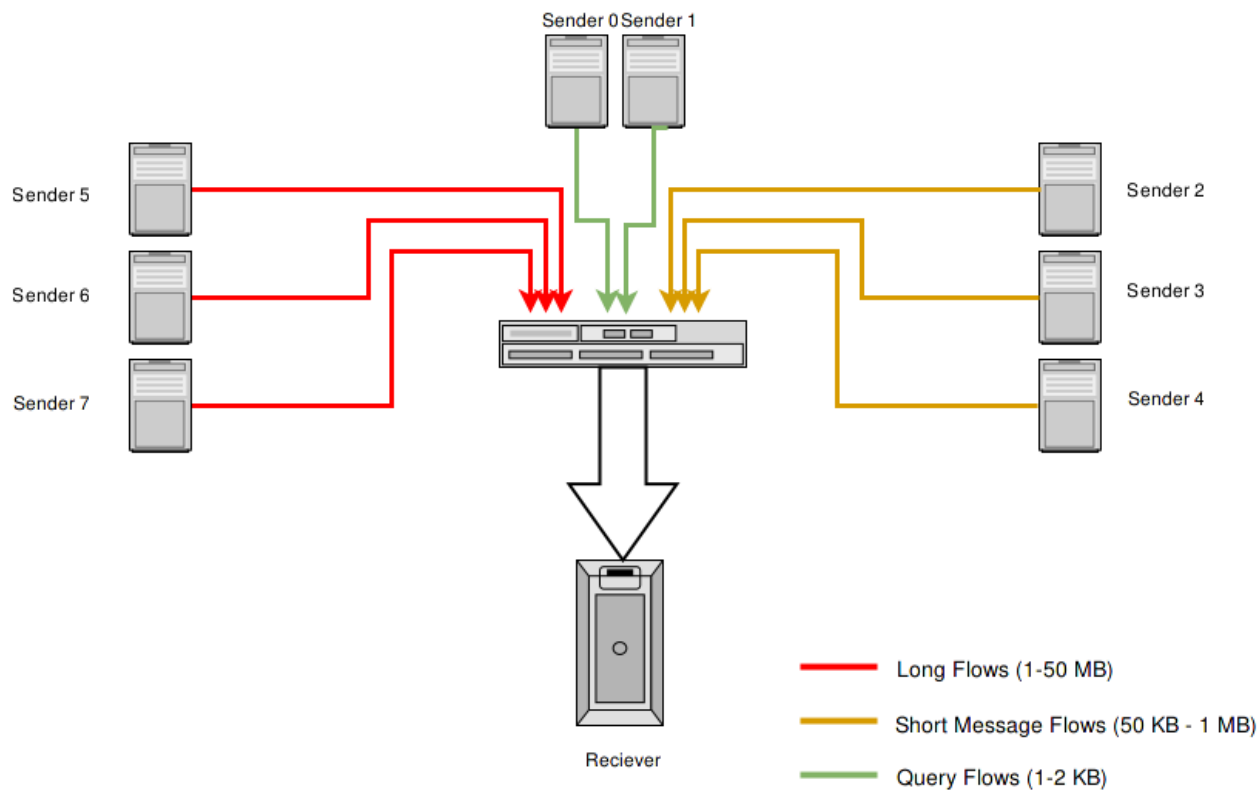 Sender 0 Sender 1
Sender 5
Sender 2
Sender 6
Sender 3
Sender 7
Sender 4
Reciever
Long Flows (1-50 MB)
Short Message Flows (50 KB - 1 MB)
Query Flows (1-2 KB)